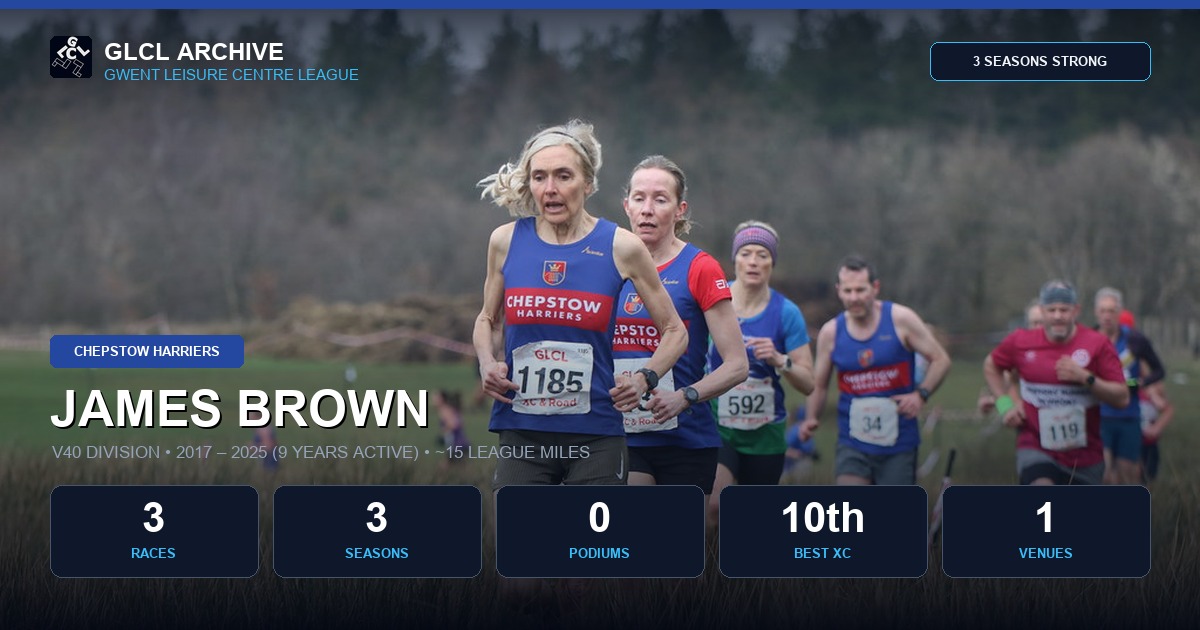 GLCL ARCHIVE
GWENT LEISURE CENTRE LEAGUE
3 SEASONS STRONG
CHEPSTOW
HARRIERS
GLCL
1185
XC & Road
HARRIERS
592
34
119
CHEPSTOW HARRIERS
JAMES BROWN
V40 DIVISION • 2017 – 2025 (9 YEARS ACTIVE) • ~15 LEAGUE MILES
3
RACES
3
SEASONS
0
PODIUMS
10th
BEST XC
1
VENUES